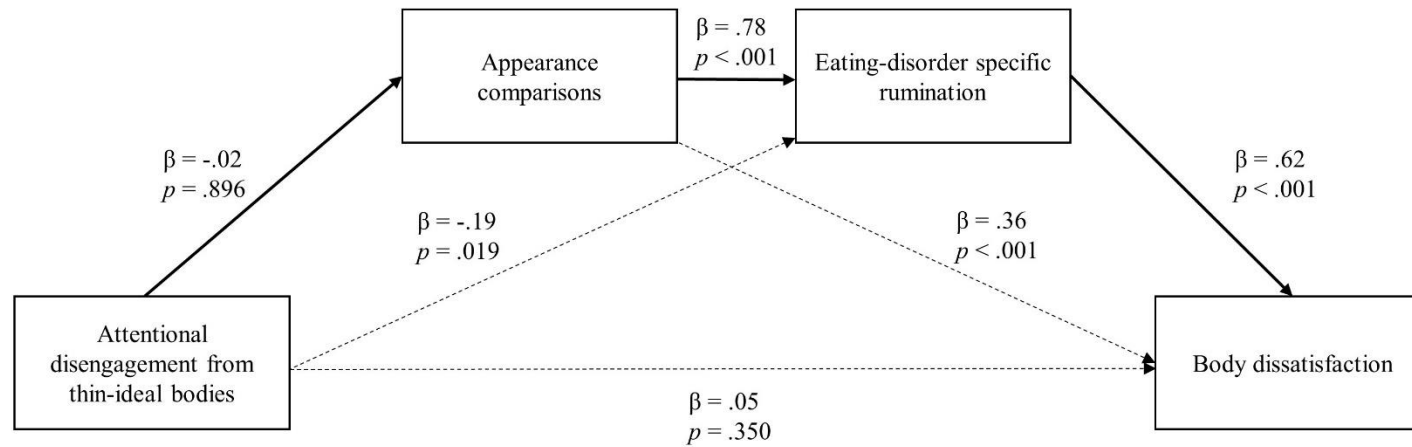 β = .78
p < .001
Appearance
comparisons
Eating-disorder specific
rumination
β = -.02
p = .896
β = .62
p < .001
β = -.19
p = .019
β = .36
p < .001
Attentional
disengagement from
thin-ideal bodies
Body dissatisfaction
β = .05
p = .350